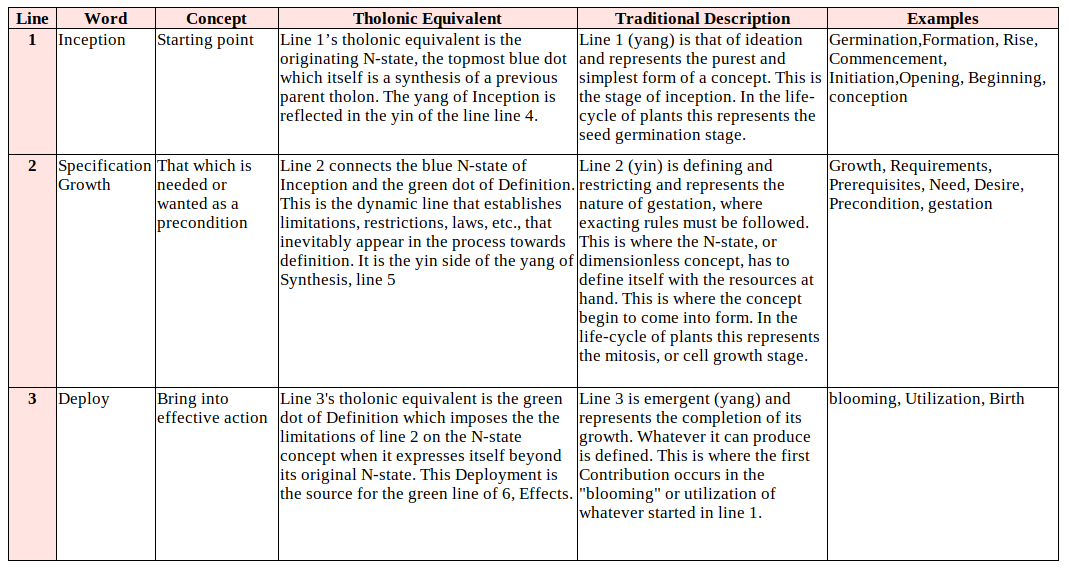 Line Word Concept Tholonic Equivalent Traditional Description Examples
1
Inception
Starting point
Line 1’s tholonic equivalent is the
originating N-state, the topmost blue dot
which itself is a synthesis of a previous
parent tholon. The yang of Inception is
reflected in the yin of the line line 4.
Line 1 (yang) is that of ideation
and represents the purest and
simplest form of a concept. This is
the stage of inception. In the life-
cycle of plants this represents the
seed germination stage.
Germination,Formation, Rise,
Commencement,
Initiation,Opening, Beginning,
conception
2
Specification
Growth
That which is
needed or
wanted as a
precondition
Line 2 connects the blue N-state of
Inception and the green dot of Definition.
This is the dynamic line that establishes
limitations, restrictions, laws, etc., that
inevitably appear in the process towards
definition. It is the yin side of the yang of
Synthesis, line 5
Line 2 (yin) is defining and
restricting and represents the
nature of gestation, where
exacting rules must be followed.
This is where the N-state, or
dimensionless concept, has to
define itself with the resources at
hand. This is where the concept
begin to come into form. In the
life-cycle of plants this represents
the mitosis, or cell growth stage.
Growth, Requirements,
Prerequisites, Need, Desire,
Precondition, gestation
3
Deploy
Bring into
effective action
Line 3's tholonic equivalent is the green
dot of Definition which imposes the the
limitations of line 2 on the N-state
concept when it expresses itself beyond
its original N-state. This Deployment is
the source for the green line of 6, Effects.
Line 3 is emergent (yang) and
represents the completion of its
growth. Whatever it can produce
is defined. This is where the first
Contribution occurs in the
"blooming" or utilization of
whatever started in line 1.
blooming, Utilization, Birth